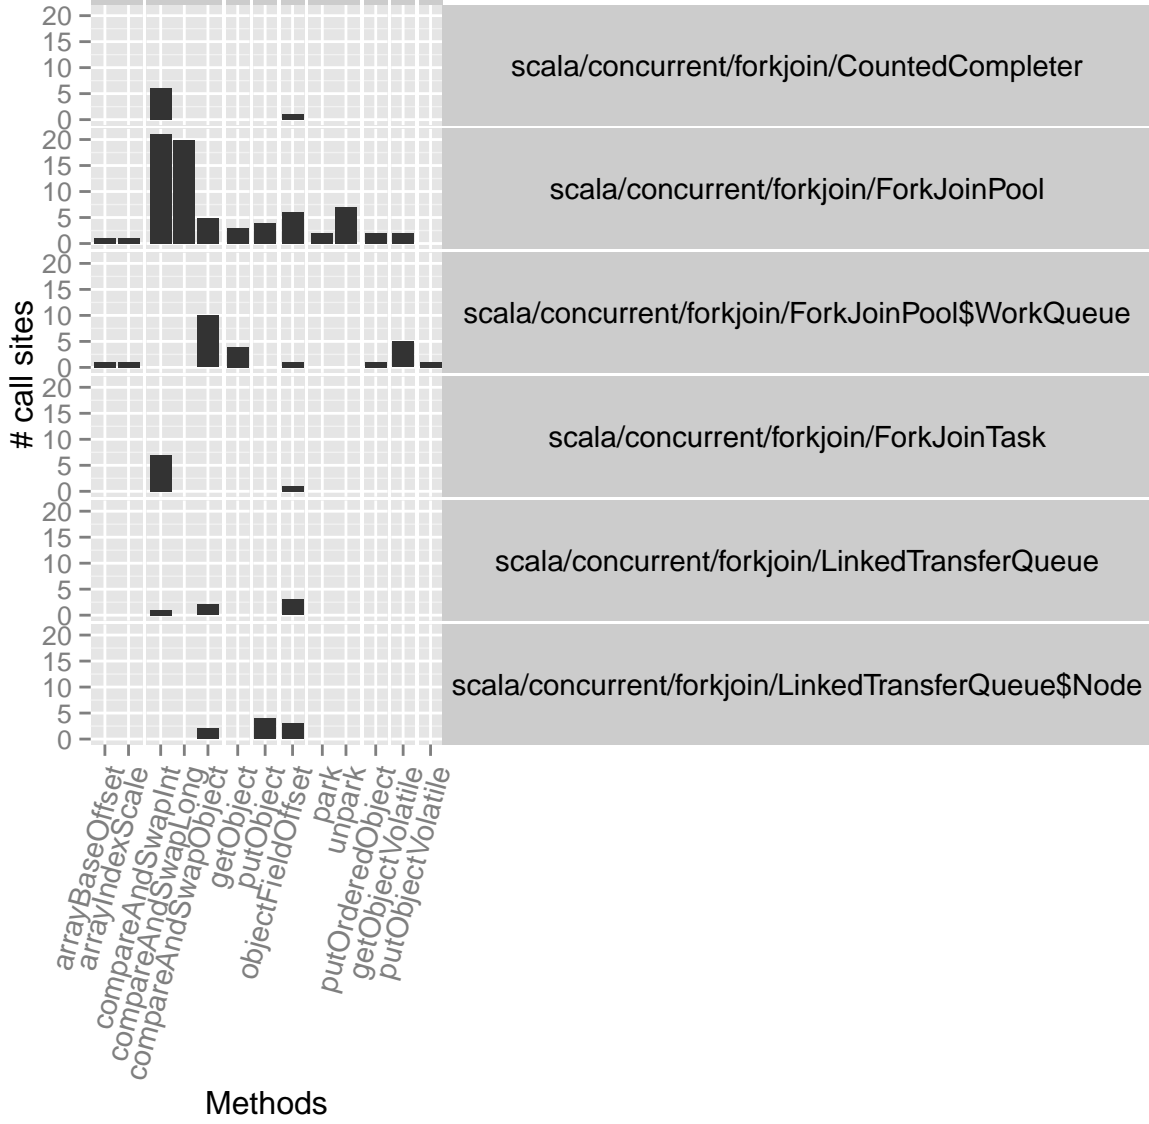 20
15
10
5
0
scala/concurrent/forkjoin/CountedCompleter
20
15
10
5
0
scala/concurrent/forkjoin/ForkJoinPool
20
15
10
5
0
scala/concurrent/forkjoin/ForkJoinPool$WorkQueue
20
15
10
5
0
scala/concurrent/forkjoin/ForkJoinTask
20
15
10
5
0
scala/concurrent/forkjoin/LinkedTransferQueue
20
15
10
5
0
scala/concurrent/forkjoin/LinkedTransferQueue$Node
# call sites
arrayBaseOffset
arrayIndexScale
compareAndSwapInt
compareAndSwapLong
compareAndSwapObject
getObject
putObject
objectFieldOffset
park
unpark
putOrderedObject
getObjectVolatile
putObjectVolatile
Methods